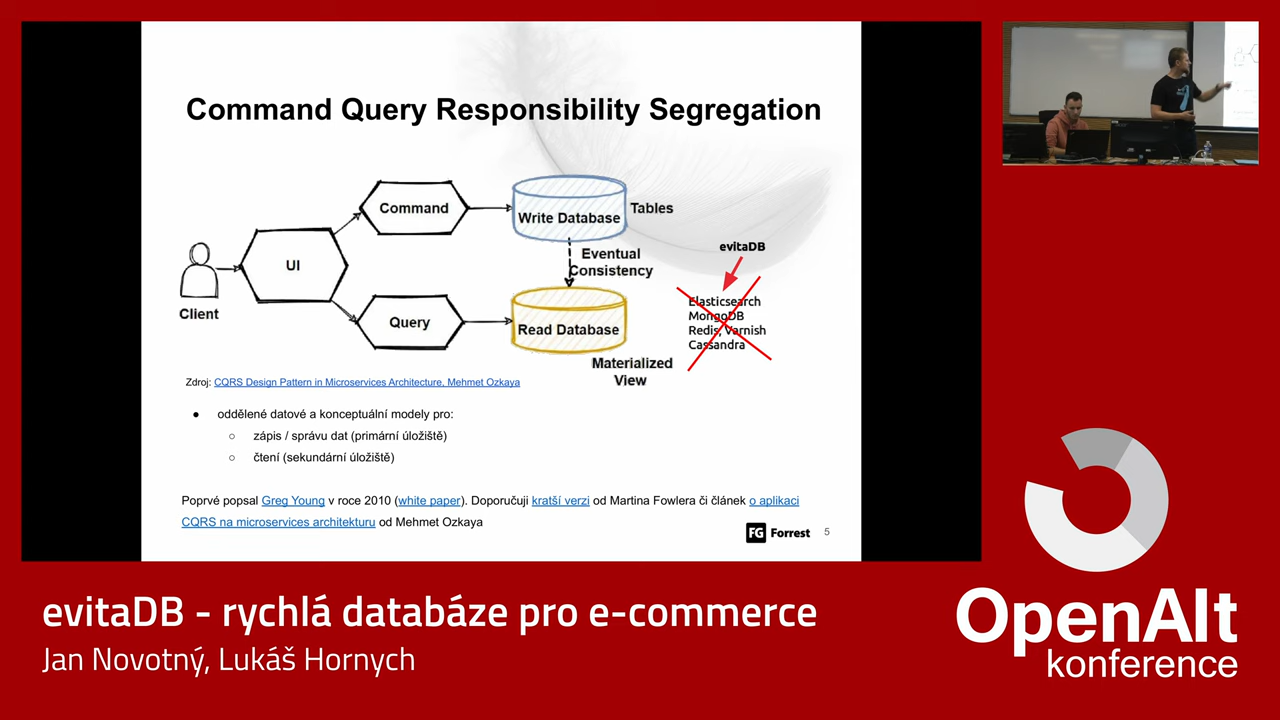 Command Query Responsibility Segregation
Command
Write Database
Tables
UI
Eventual
Consistency
evitaDB
Client
Query
Read Database
Elasticsearch
MongoDB
Redis, Varnish
Cassandra
Materialized
View
Zdroj: CQRS Design Pattern in Microservices Architecture, Mehmet Ozkaya
● oddělené datové a konceptuální modely pro:
○ zápis / správu dat (primární úložiště)
○ čtení (sekundární úložiště)
Poprvé popsal Greg Young v roce 2010 (white paper). Doporučuji kratší verzi od Martina Fowlera či článek o aplikaci
CQRS na microservices architekturu od Mehmet Ozkaya
FG Forrest
5
evitaDB - rychlá databáze pro e-commerce
Jan Novotný, Lukáš Hornych
OpenAlt
konference